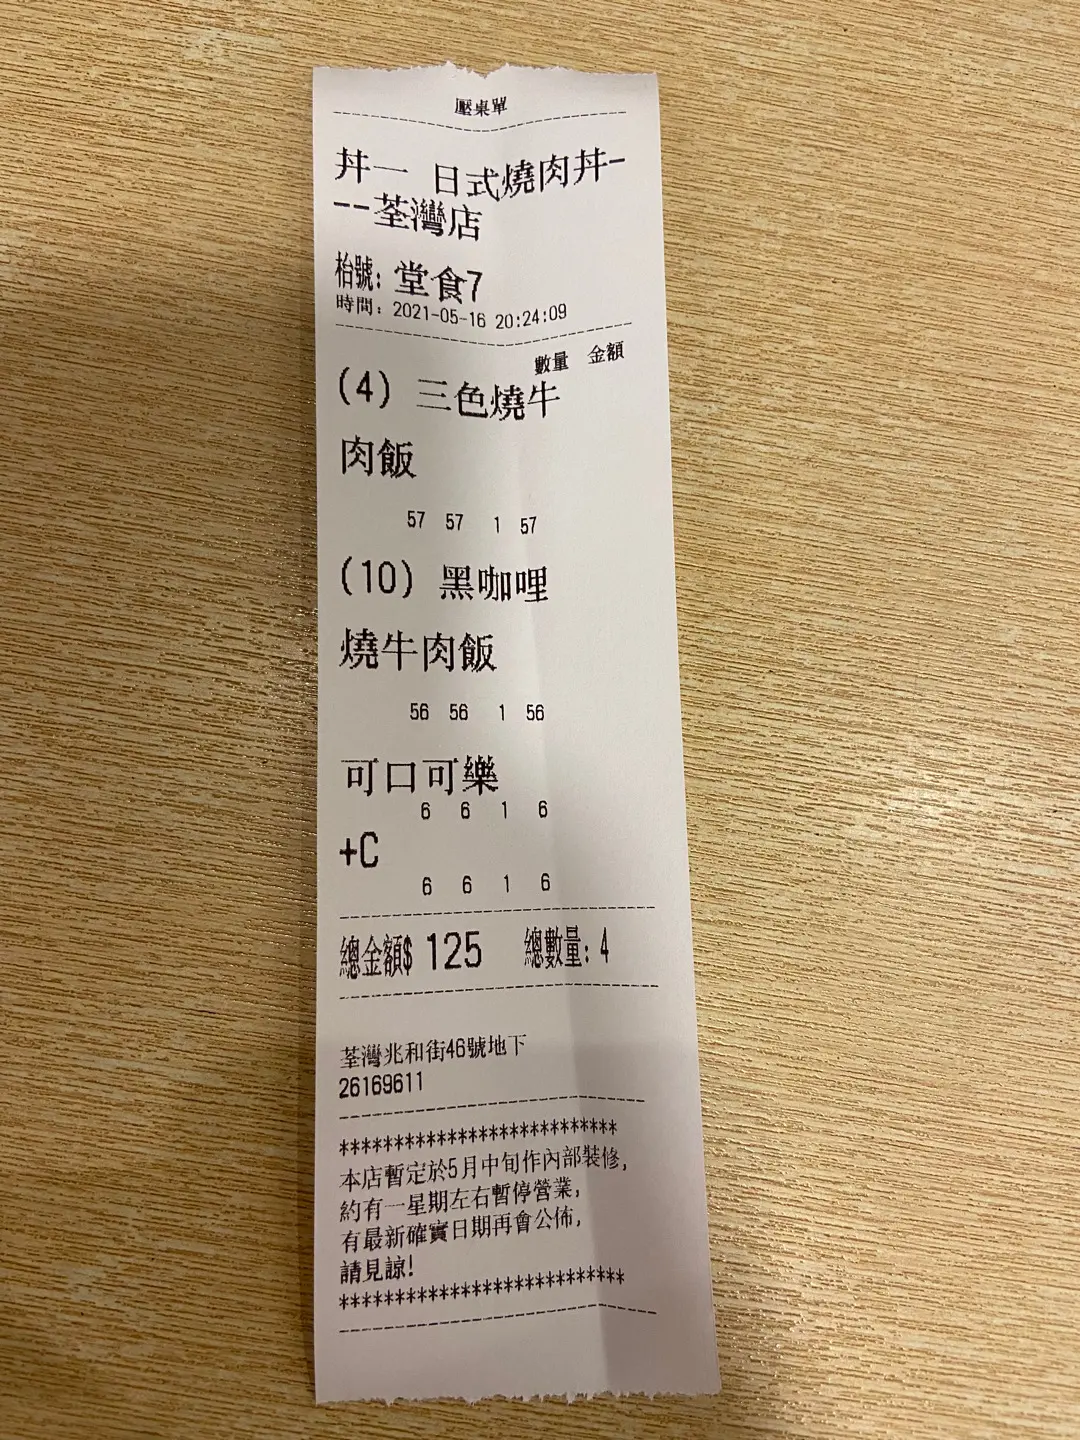 壓桌單
丼一 日式燒肉丼-
--荃灣店
枱號: 堂食7
時間: 2021-05-16 20:24:09
數量 金額
(4) 三色燒牛
肉飯
57 57 1 57
(10) 黑咖哩
燒牛肉飯
56 56 1 56
可口可樂
6 6 1 6
+C
6 6 1 6
總金額$ 125 總數量: 4
荃灣兆和街46號地下
26169611
***************************
本店暫定於5月中旬作內部裝修,
約有一星期左右暫停營業,
有最新確實日期再會公佈,
請見諒!
***************************